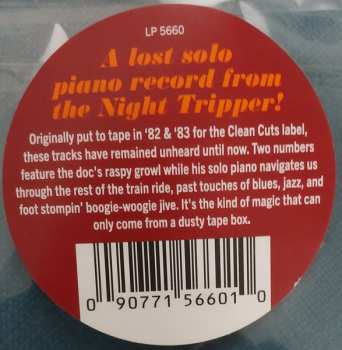 LP 5660
A lost solo
piano record from
the Night Tripper!
Originally put to tape in ‘82 & ‘83 for the Clean Cuts label,
these tracks have remained unheard until now. Two numbers
feature the doc's raspy growl while his solo piano navigates us
through the rest of the train ride, past touches of blues, jazz, and
foot stompin’ boogie-woogie jive. It's the kind of magic that can
only come from a dusty tape box.
0 90771 56601 0